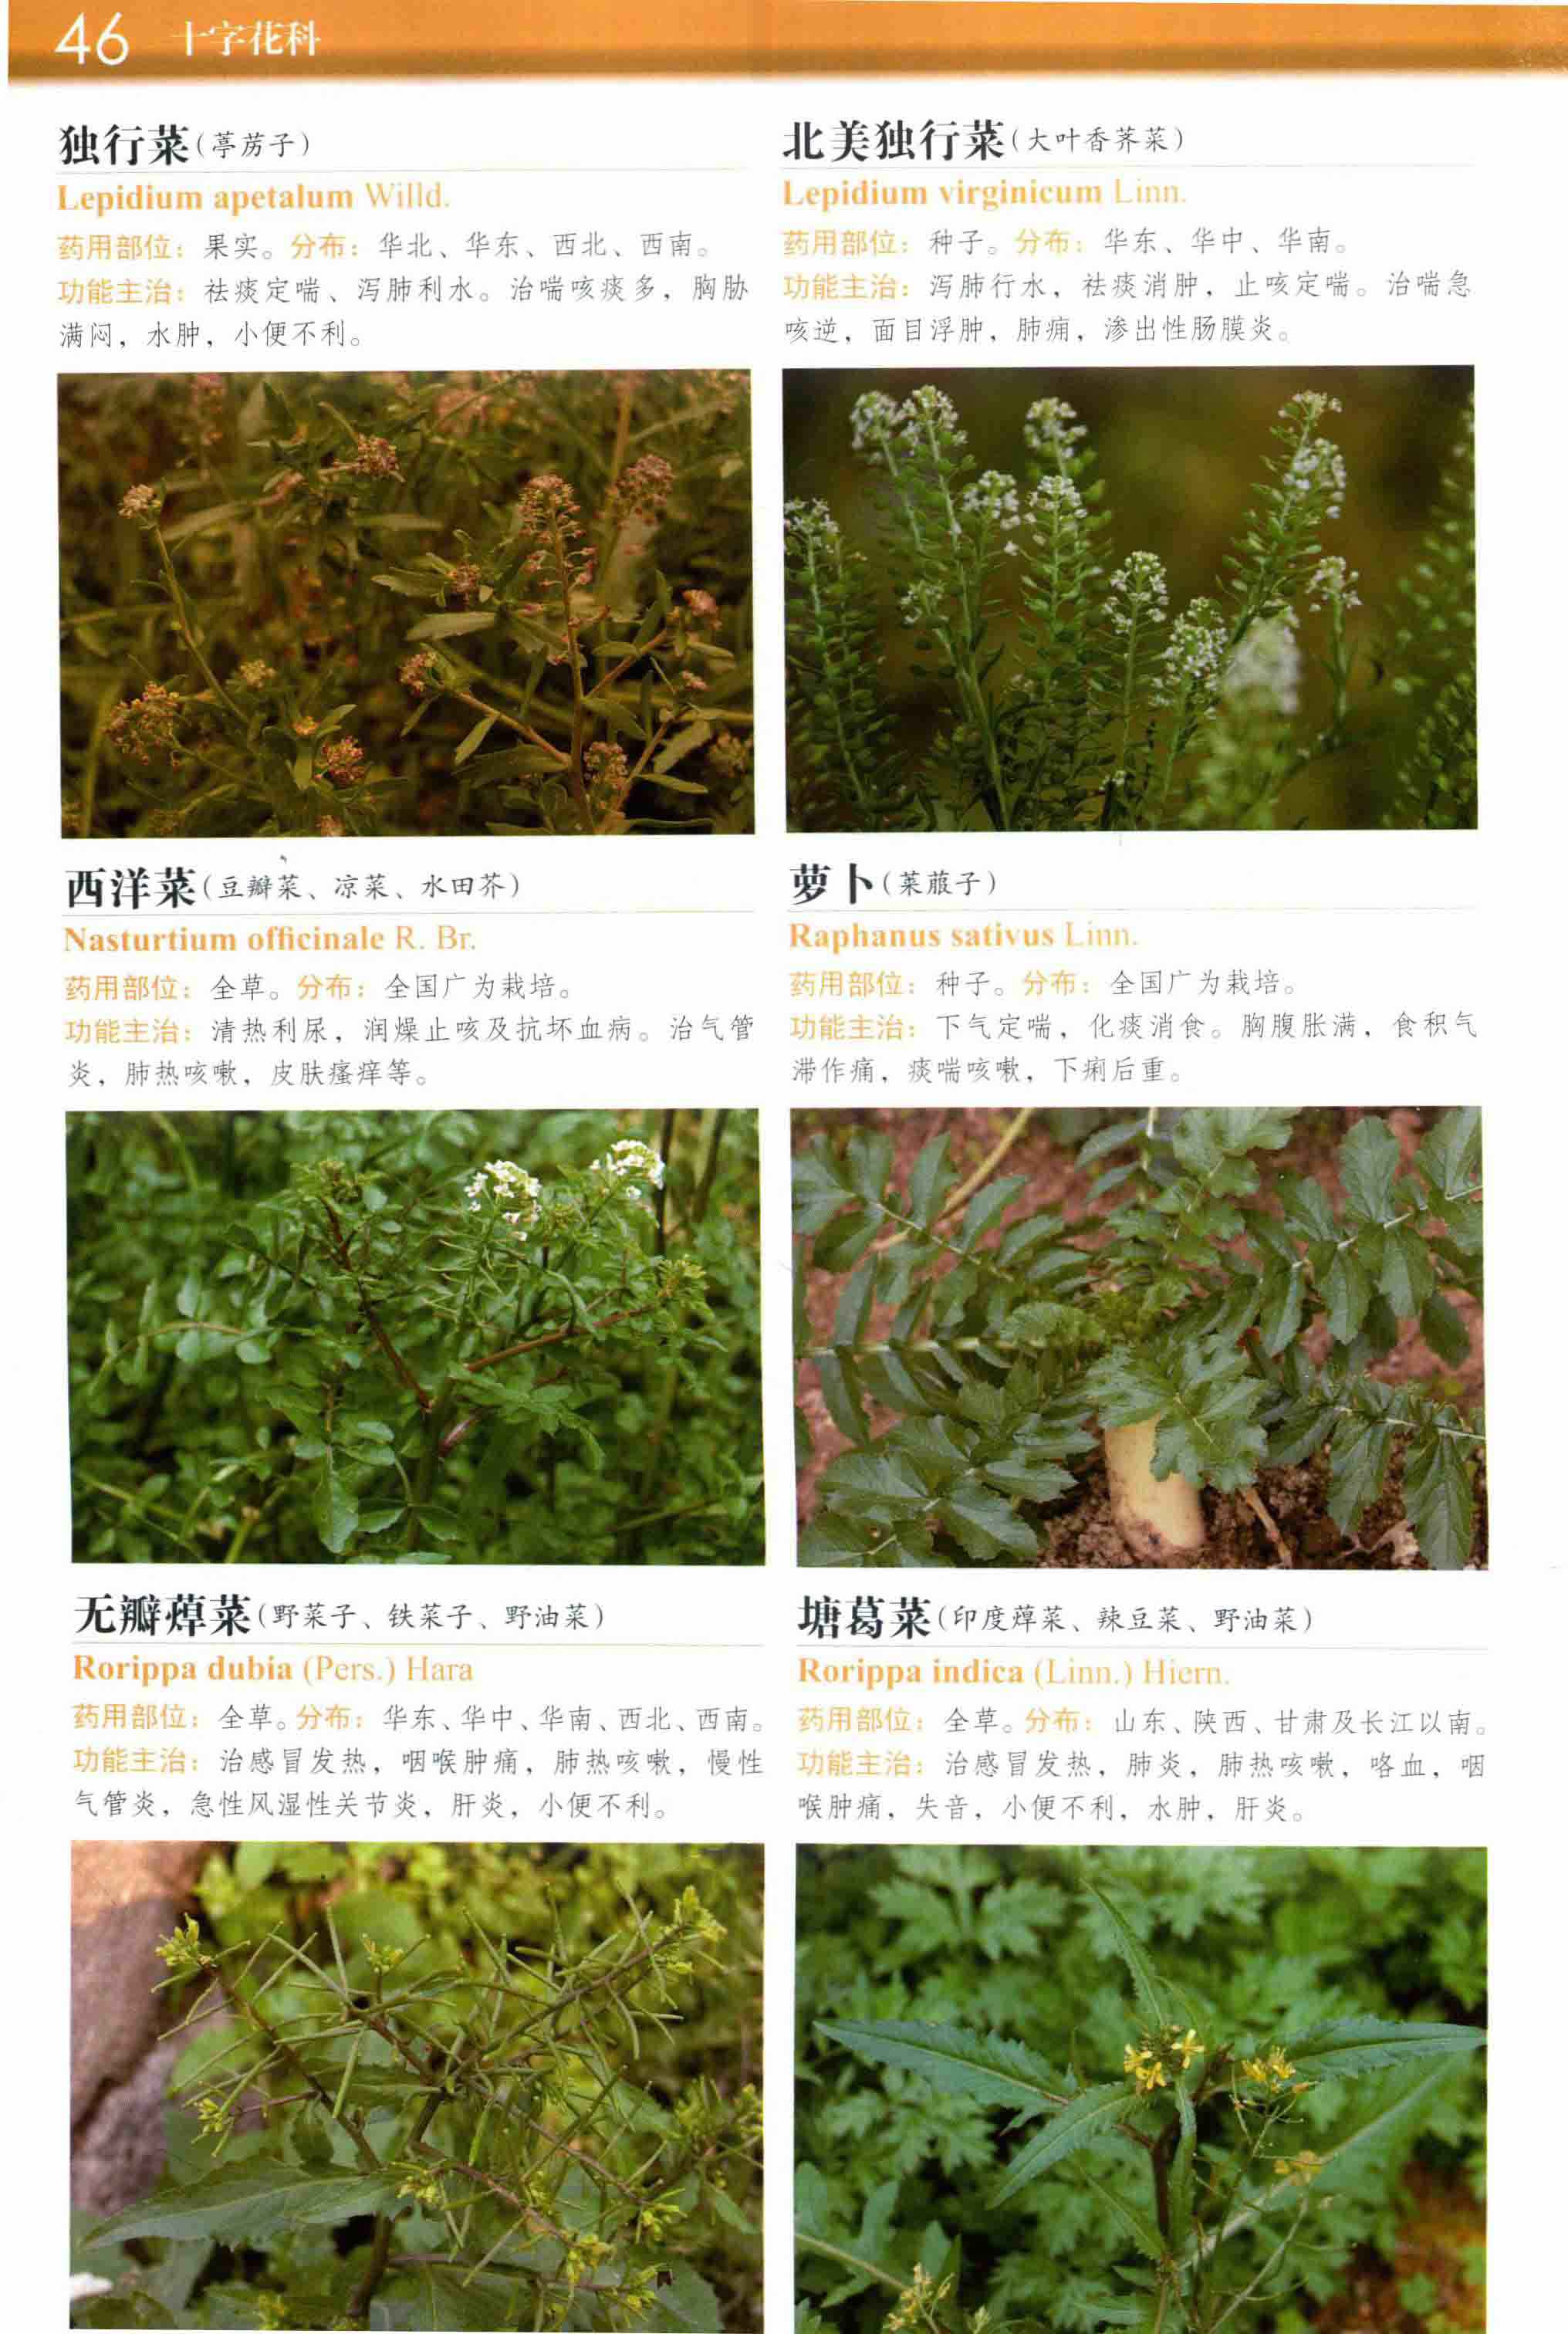 46 十字花科
独行菜(葶苈子)
Lepidium apetalum Willd.
药用部位：果实。分布：华北、华东、西北、西南。
功能主治：祛痰定喘、泻肺利水。治喘咳痰多，胸胁
满闷，水肿，小便不利。
北美独行菜(大叶香荠菜)
Lepidium virginicum Linn.
药用部位：种子。分布：华东、华中、华南。
功能主治：泻肺行水，祛痰消肿，止咳定喘。治喘急
咳逆，面目浮肿，肺痈，渗出性肠膜炎。
西洋菜(豆瓣菜、凉菜、水田芥)
Nasturtium officinale R. Br.
药用部位：全草。分布：全国广为栽培。
功能主治：清热利尿，润燥止咳及抗坏血病。治气管
炎，肺热咳嗽，皮肤瘙痒等。
萝卜(莱菔子)
Raphanus sativus Linn.
药用部位：种子。分布：全国广为栽培。
功能主治：下气定喘，化痰消食。胸腹胀满，食积气
滞作痛，痰喘咳嗽，下痢后重。
无瓣蔊菜(野菜子、铁菜子、野油菜)
Rorippa dubia (Pers.) Hara
药用部位：全草。分布：华东、华中、华南、西北、西南。
功能主治：治感冒发热，咽喉肿痛，肺热咳嗽，慢性
气管炎，急性风湿性关节炎，肝炎，小便不利。
塘葛菜(印度蔊菜、辣豆菜、野油菜)
Rorippa indica (Linn.) Hiern.
药用部位：全草。分布：山东、陕西、甘肃及长江以南。
功能主治：治感冒发热，肺炎，肺热咳嗽，咯血，咽
喉肿痛，失音，小便不利，水肿，肝炎。